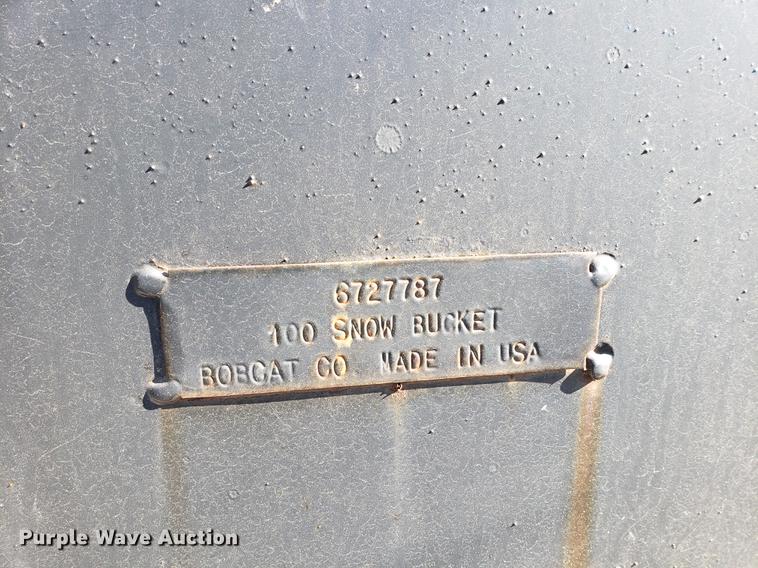 6727787
100 SNOW BUCKET
BOBCAT CO MADE IN USA
Purple Wave Auction